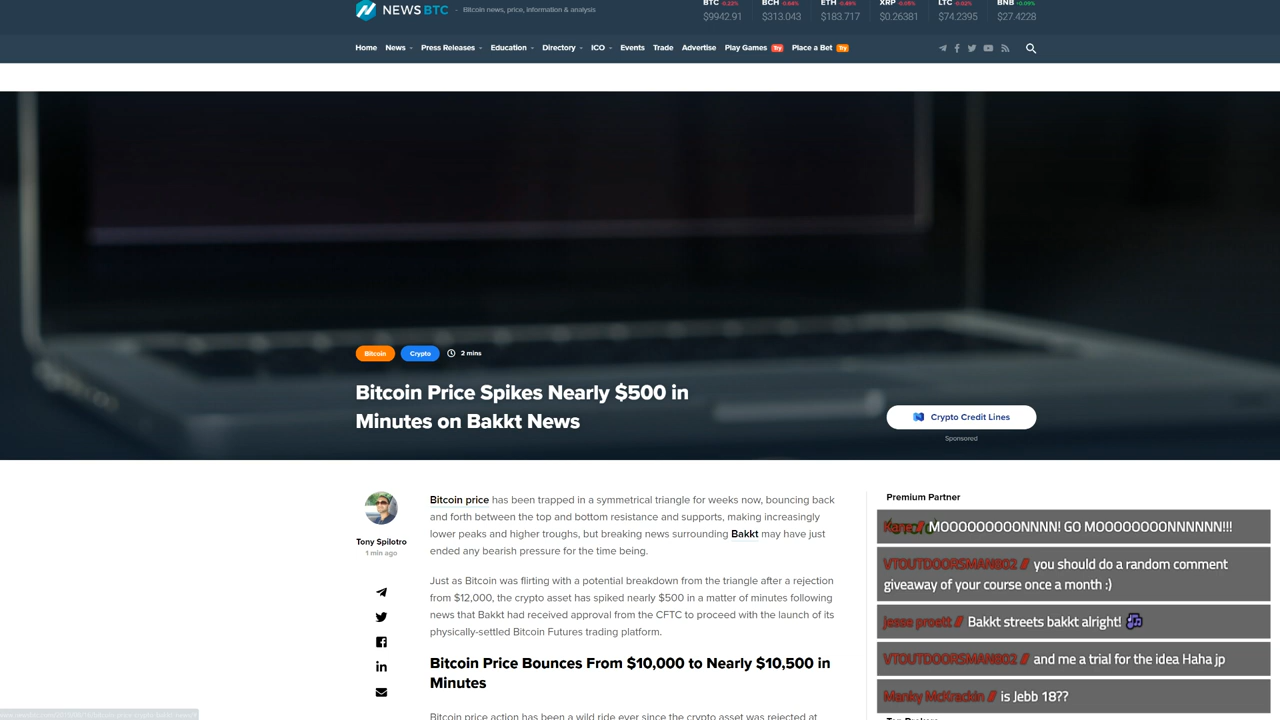 NEWSBTC - Bitcoin news, price, information & analysis
BTC -0.22% BCH -0.64% ETH -0.46% XRP -0.05% LTC -0.02% BNB +0.09%
$9942.91 $313.043 $183.717 $0.26381 $74.2395 $27.4228
Home News Press Releases Education Directory ICO Events Trade Advertise Play Games Try Place a Bet Try
Bitcoin Crypto 2 mins
Bitcoin Price Spikes Nearly $500 in
Minutes on Bakkt News
Crypto Credit Lines
Sponsored
Tony Spilotro
1 min ago
Bitcoin price has been trapped in a symmetrical triangle for weeks now, bouncing back
and forth between the top and bottom resistance and supports, making increasingly
lower peaks and higher troughs, but breaking news surrounding Bakkt may have just
ended any bearish pressure for the time being.
Just as Bitcoin was flirting with a potential breakdown from the triangle after a rejection
from $12,000, the crypto asset has spiked nearly $500 in a matter of minutes following
news that Bakkt had received approval from the CFTC to proceed with the launch of its
physically-settled Bitcoin Futures trading platform.
Bitcoin Price Bounces From $10,000 to Nearly $10,500 in
Minutes
Bitcoin price action has been a wild ride ever since the crypto asset was rejected at
Premium Partner
// MOOOOOOOOONNNN! GO MOOOOOOOONNNNNN!!!
VTOUTDOORSMAN802 // you should do a random comment
giveaway of your course once a month :)
jesse proett // Bakkt streets bakkt alright!
VTOUTDOORSMAN802 // and me a trial for the idea Haha jp
Manky McKrackin // is Jebb 18??